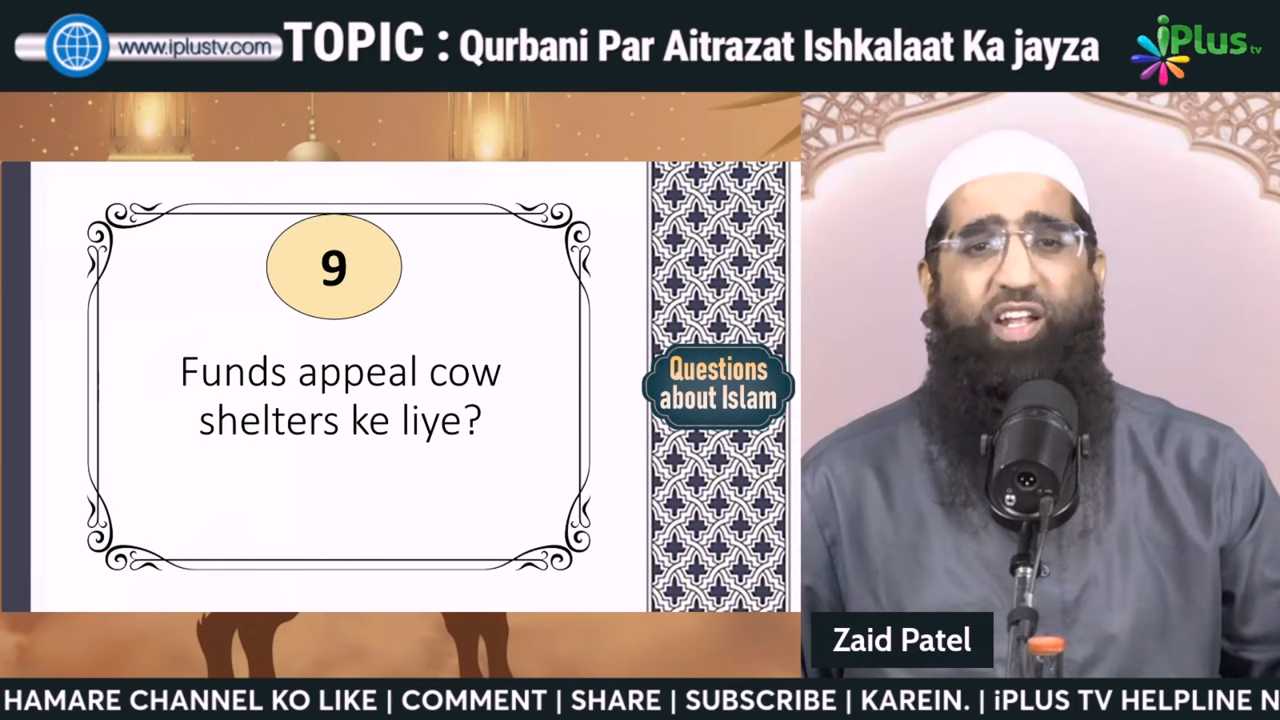 www.iplustv.com
TOPIC : Qurbani Par Aitrazat Ishkalaat Ka jayza
iPlus tv
9
Funds appeal cow
shelters ke liye?
Questions
about Islam
Zaid Patel
HAMARE CHANNEL KO LIKE | COMMENT | SHARE | SUBSCRIBE | KAREIN. | iPLUS TV HELPLINE N